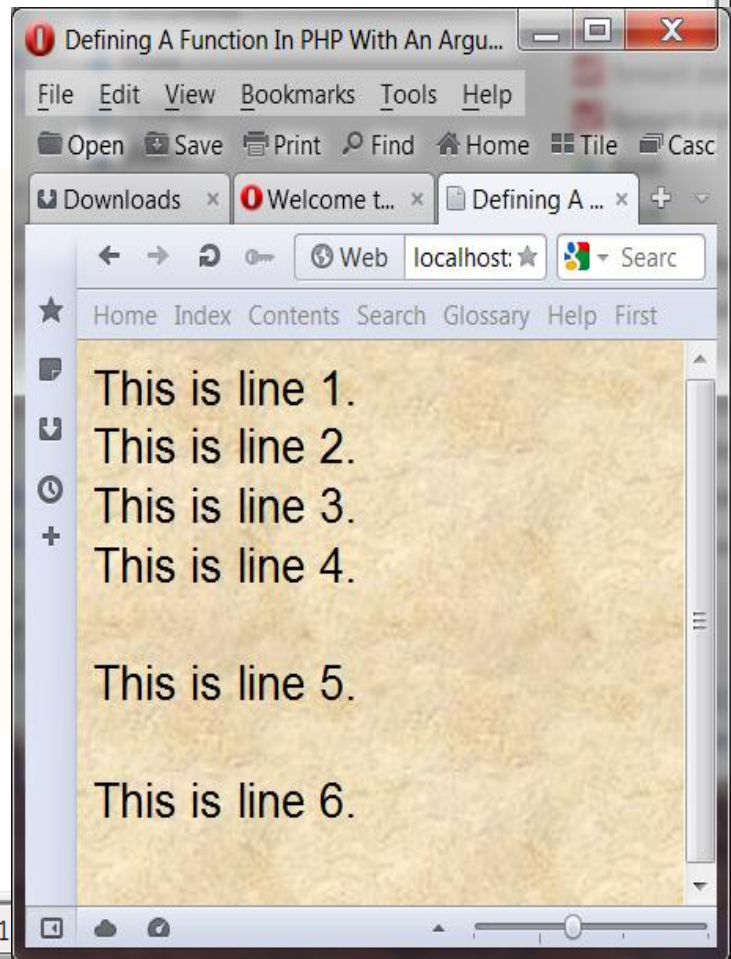 Defining A Function In PHP With An Argu...
X
File Edit View Bookmarks Tools Help
Open Save Print Find Home Tile Casc
Downloads × Welcome t... × Defining A ... ×
Web localhost: Searc
Home Index Contents Search Glossary Help First
This is line 1.
This is line 2.
This is line 3.
This is line 4.
This is line 5.
This is line 6.
1